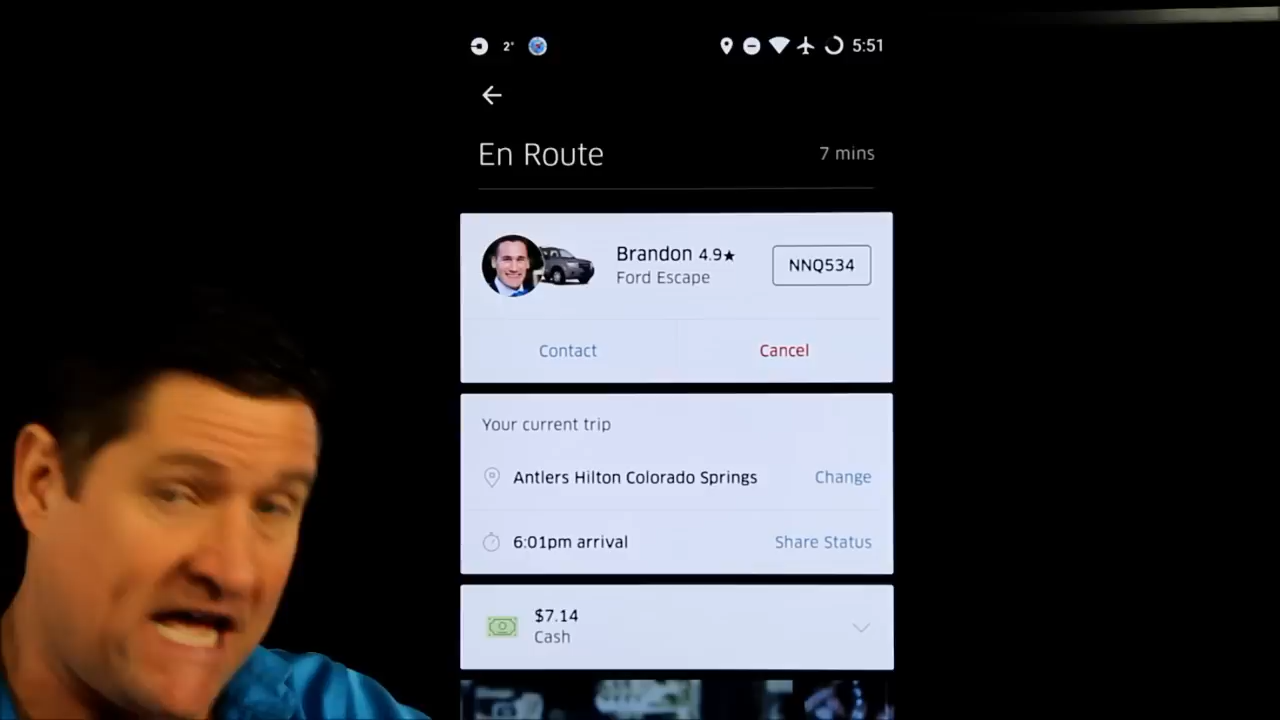 2°
5:51
En Route
7 mins
Brandon 4.9★
NNQ534
Ford Escape
Contact
Cancel
Your current trip
Antlers Hilton Colorado Springs
Change
6:01pm arrival
Share Status
$7.14
Cash